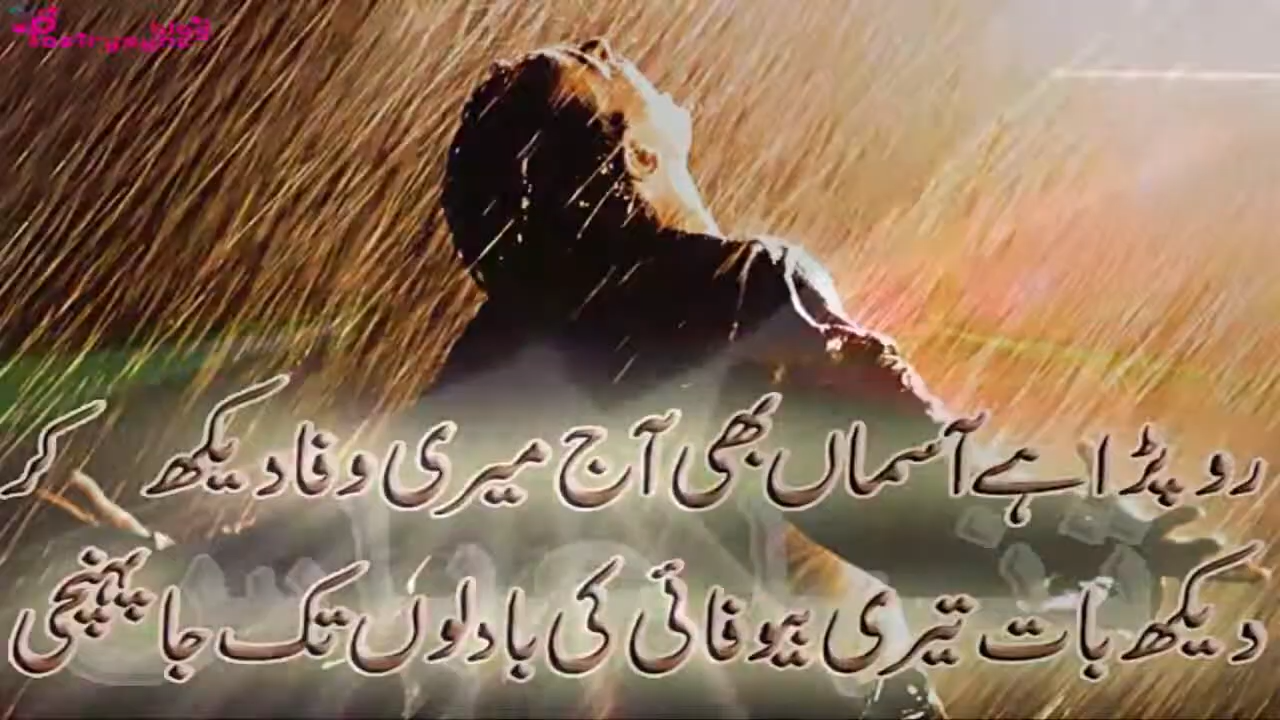 رو پڑا ہے آسماں بھی آج میری وفا دیکھ کر
دیکھ بات تیری بیوفائی کی بادلوں تک جا پہنچی